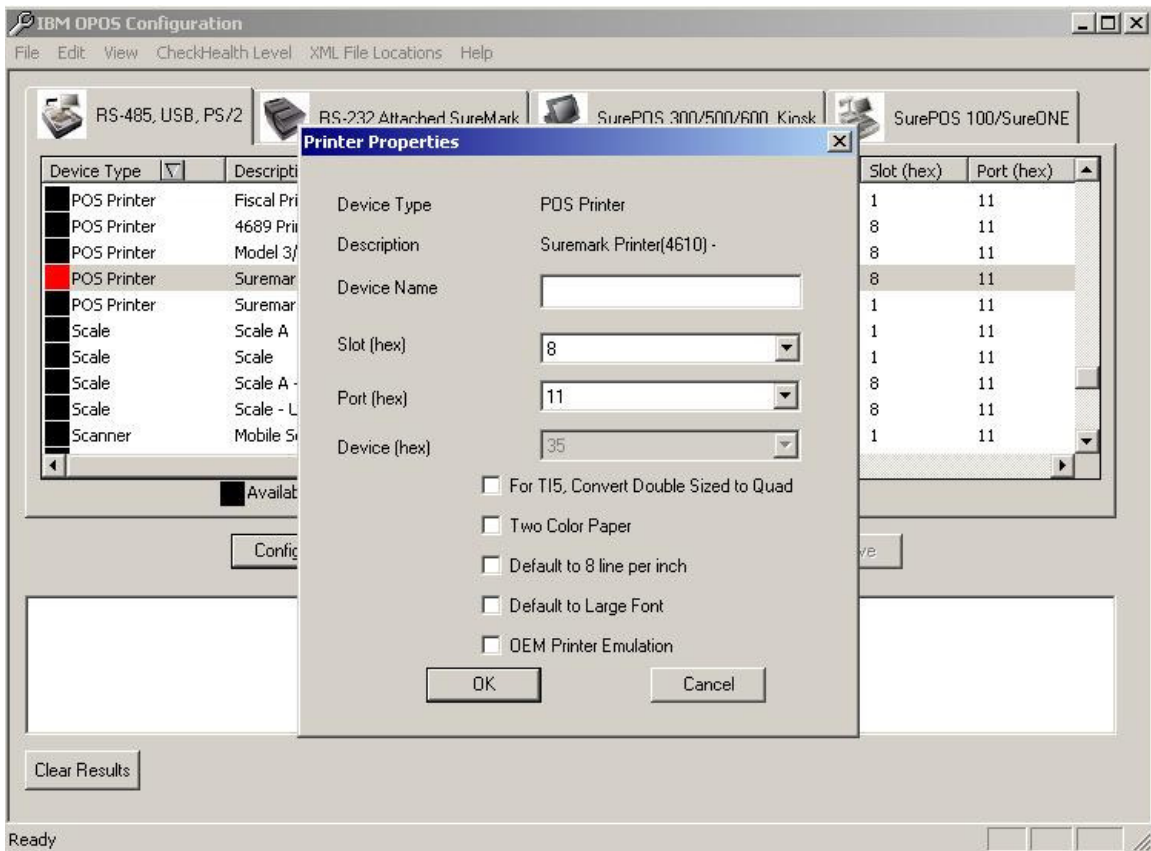 IBM OPOS Configuration
File Edit View CheckHealth Level XML File Locations Help
RS-485, USB, PS/2
RS-232 Attached SureMark
SurePOS 300/500/600, Kiosk
SurePOS 100/SureONE
Device Type Descripti Slot (hex) Port (hex)
POS Printer Fiscal Pri 1 11
POS Printer 4689 Prin 8 11
POS Printer Model 3/ 8 11
POS Printer Suremar 8 11
POS Printer Suremar 1 11
Scale Scale A 1 11
Scale Scale 1 11
Scale Scale A - 8 11
Scale Scale - U 8 11
Scanner Mobile S 1 11
Availab
Config
ve
Printer Properties
Device Type POS Printer
Description Suremark Printer(4610) -
Device Name
Slot (hex) 8
Port (hex) 11
Device (hex) 35
For TI5, Convert Double Sized to Quad
Two Color Paper
Default to 8 line per inch
Default to Large Font
OEM Printer Emulation
OK Cancel
Clear Results
Ready